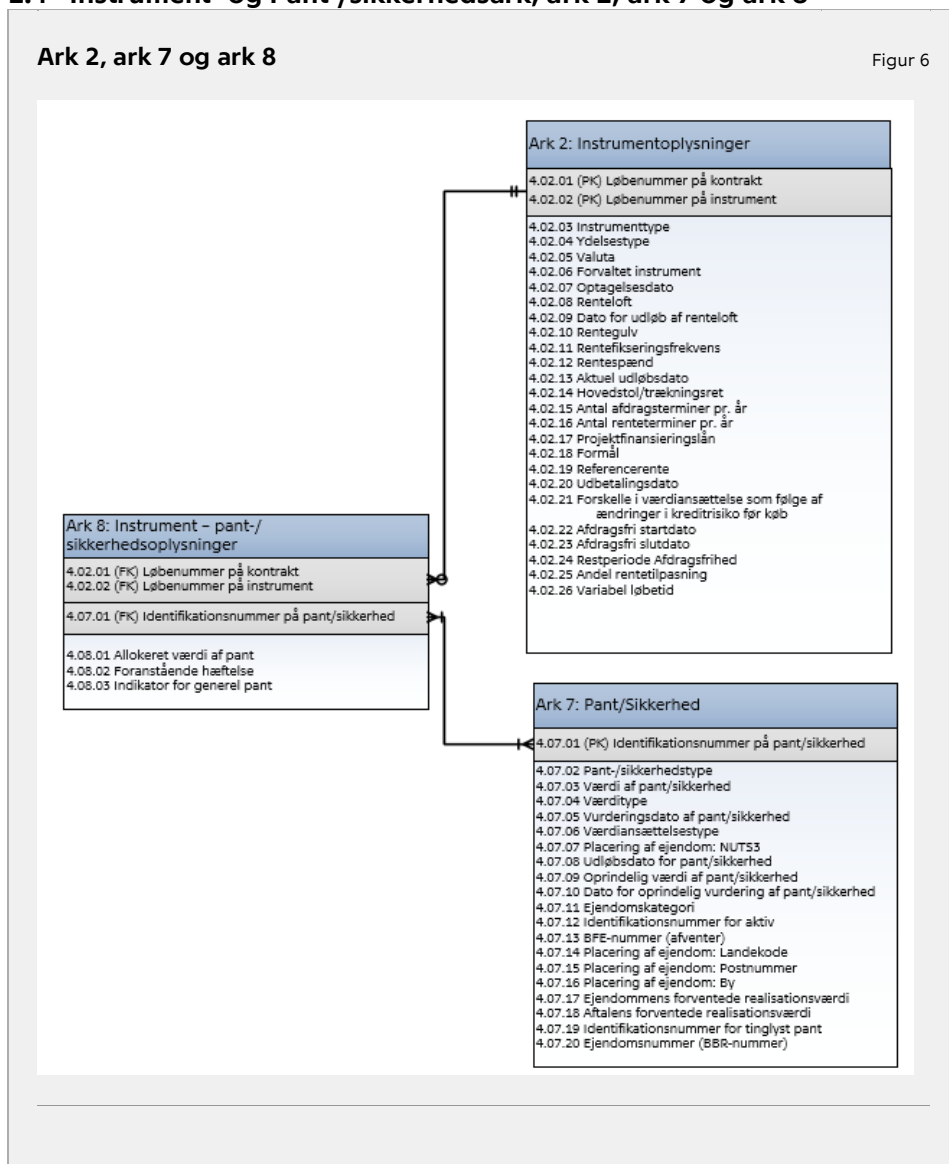 Ark 2, ark 7 og ark 8
Figur 6
Ark 2: Instrumentoplysninger
4.02.01 (PK) Løbenummer på kontrakt
4.02.02 (PK) Løbenummer på instrument
4.02.03 Instrumenttype
4.02.04 Ydelsestype
4.02.05 Valuta
4.02.06 Forvaltet instrument
4.02.07 Optagelsesdato
4.02.08 Renteloft
4.02.09 Dato for udløb af renteloft
4.02.10 Rentegulv
4.02.11 Rentefikseringsfrekvens
4.02.12 Rentespænd
4.02.13 Aktuel udløbsdato
4.02.14 Hovedstol/trækningsret
4.02.15 Antal afdragsterminer pr. år
4.02.16 Antal renteterminer pr. år
4.02.17 Projektfinansieringslån
4.02.18 Formål
4.02.19 Referencerente
4.02.20 Udbetalingsdato
4.02.21 Forskelle i værdiansættelse som følge af
ændringer i kreditrisiko før køb
4.02.22 Afdragsfri startdato
4.02.23 Afdragsfri slutdato
4.02.24 Restperiode Afdragsfrihed
4.02.25 Andel rentetilpasning
4.02.26 Variabel løbetid
Ark 8: Instrument – pant-/
sikkerhedsoplysninger
4.02.01 (FK) Løbenummer på kontrakt
4.02.02 (FK) Løbenummer på instrument
4.07.01 (FK) Identifikationsnummer på pant/sikkerhed
4.08.01 Allokeret værdi af pant
4.08.02 Foranstående hæftelse
4.08.03 Indikator for generel pant
Ark 7: Pant/Sikkerhed
4.07.01 (PK) Identifikationsnummer på pant/sikkerhed
4.07.02 Pant-/sikkerhedstype
4.07.03 Værdi af pant/sikkerhed
4.07.04 Værditype
4.07.05 Vurderingsdato af pant/sikkerhed
4.07.06 Værdiansættelsestype
4.07.07 Placering af ejendom: NUTS3
4.07.08 Udløbsdato for pant/sikkerhed
4.07.09 Oprindelig værdi af pant/sikkerhed
4.07.10 Dato for oprindelig vurdering af pant/sikkerhed
4.07.11 Ejendomskategori
4.07.12 Identifikationsnummer for aktiv
4.07.13 BFE-nummer (afventer)
4.07.14 Placering af ejendom: Landekode
4.07.15 Placering af ejendom: Postnummer
4.07.16 Placering af ejendom: By
4.07.17 Ejendommens forventede realisationsværdi
4.07.18 Aftalens forventede realisationsværdi
4.07.19 Identifikationsnummer for tinglyst pant
4.07.20 Ejendomsnummer (BBR-nummer)